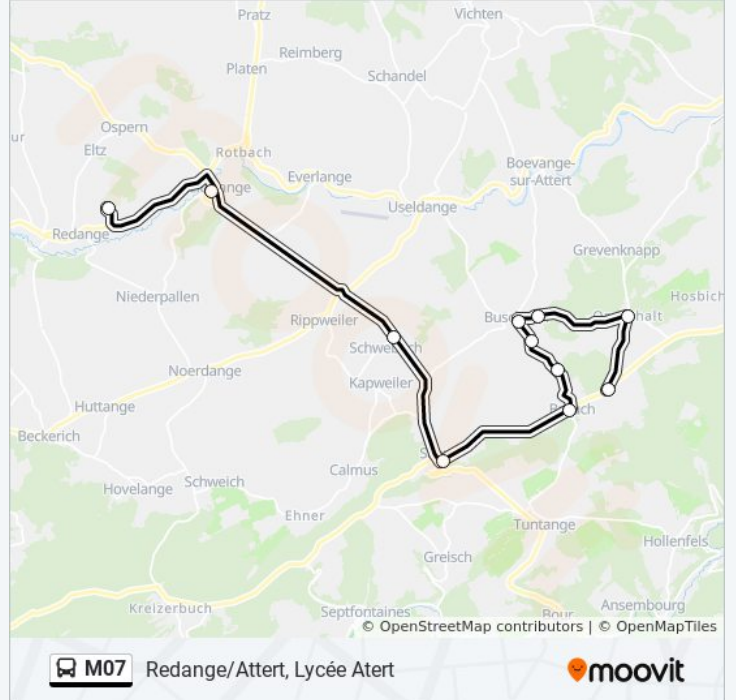 Pratz
Vichten
Reimberg
Platen
Schandel
Ospern
Eltz
Rotbach
Everlange
Boevange-
sur-Attert
Useldange
Redange
Grevenknapp
Niederpallen
Hosbich
Rippweiler
Schwe
Noerdange
Kapweiler
Huttange
Beckerich
Calmus
Hovelange
Schweich
Ehner
Tuntange
Hollenfels
Greisch
Kreizerbuch
Septfontaines
Ansembourg
Bour
© OpenStreetMap contributors | © OpenMapTiles
M07 Redange/Attert, Lycée Atert
moovit